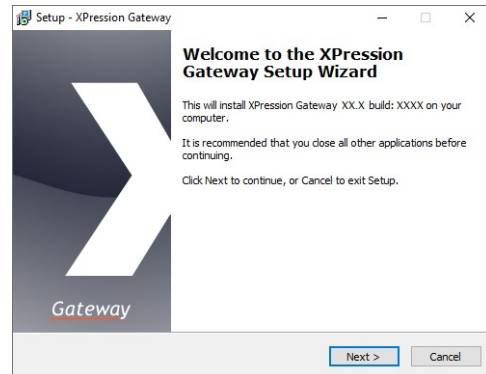 Setup - XPression Gateway
Welcome to the XPression
Gateway Setup Wizard
This will install XPression Gateway XX.X build: XXXX on your
computer.
It is recommended that you close all other applications before
continuing.
Click Next to continue, or Cancel to exit Setup.
Gateway
Next >
Cancel